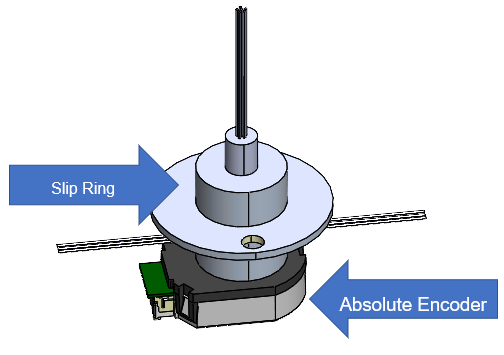 Slip Ring
Absolute Encoder